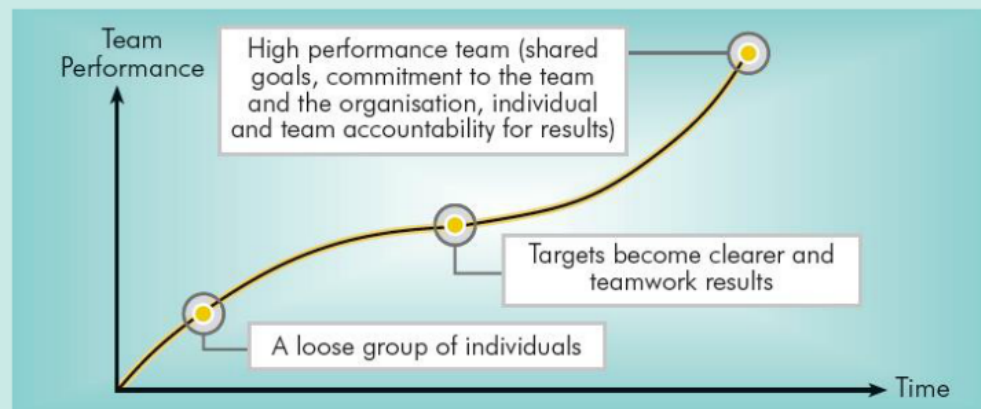 Team
Performance
High performance team (shared
goals, commitment to the team
and the organisation, individual
and team accountability for results)
Targets become clearer and
teamwork results
A loose group of individuals
Time